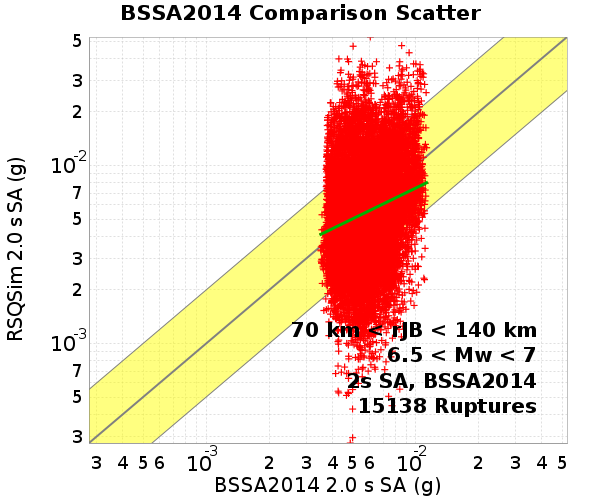 BSSA2014 Comparison Scatter
RSQSim 2.0 s SA (g)
5
3
2
10-2
7
5
3
2
10-3
7
5
3
70 km < rJB < 140 km
6.5 < Mw < 7
2s SA, BSSA2014
15138 Ruptures
3 4 5 6 10-3 2 3 4 5 6 10-2 2 3 4 5
BSSA2014 2.0 s SA (g)